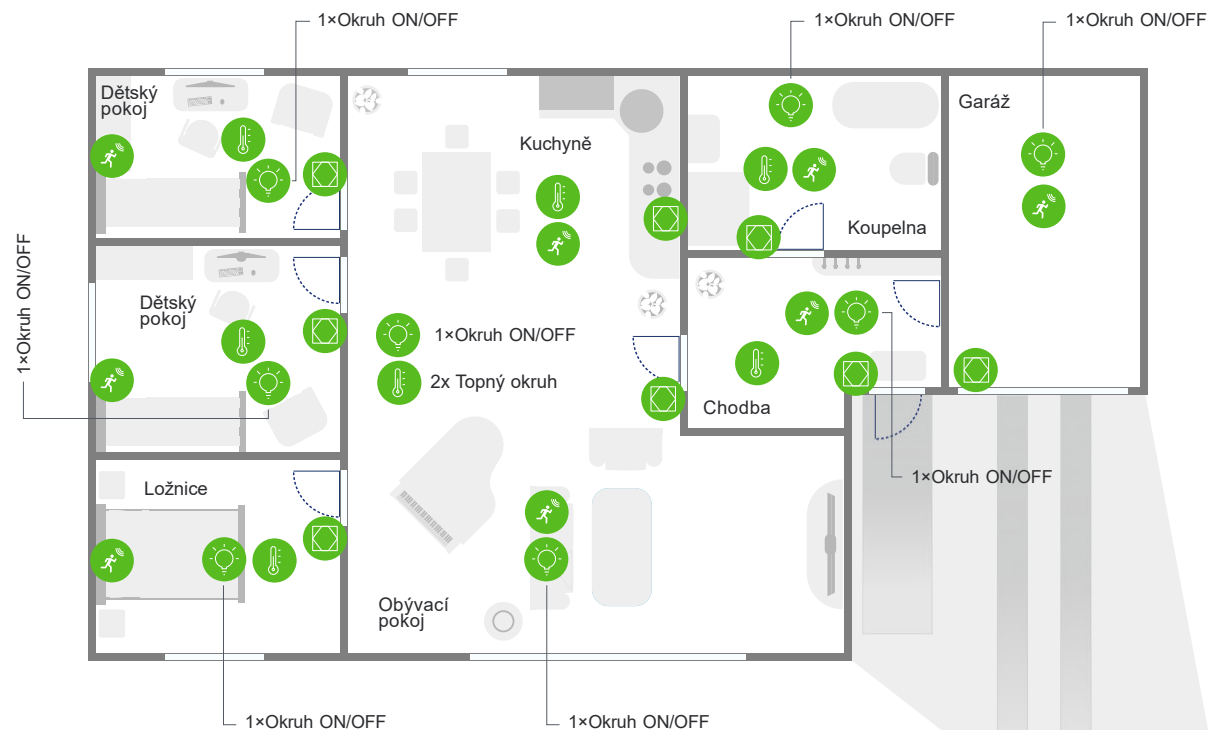 1×Okruh ON/OFF
1×Okruh ON/OFF
1×Okruh ON/OFF
Dětský
pokoj
Kuchyně
Garáž
Koupelna
1×Okruh ON/OFF
Dětský
pokoj
1×Okruh ON/OFF
2x Topný okruh
Chodba
1×Okruh ON/OFF
Ložnice
Obývací
pokoj
1×Okruh ON/OFF
1×Okruh ON/OFF